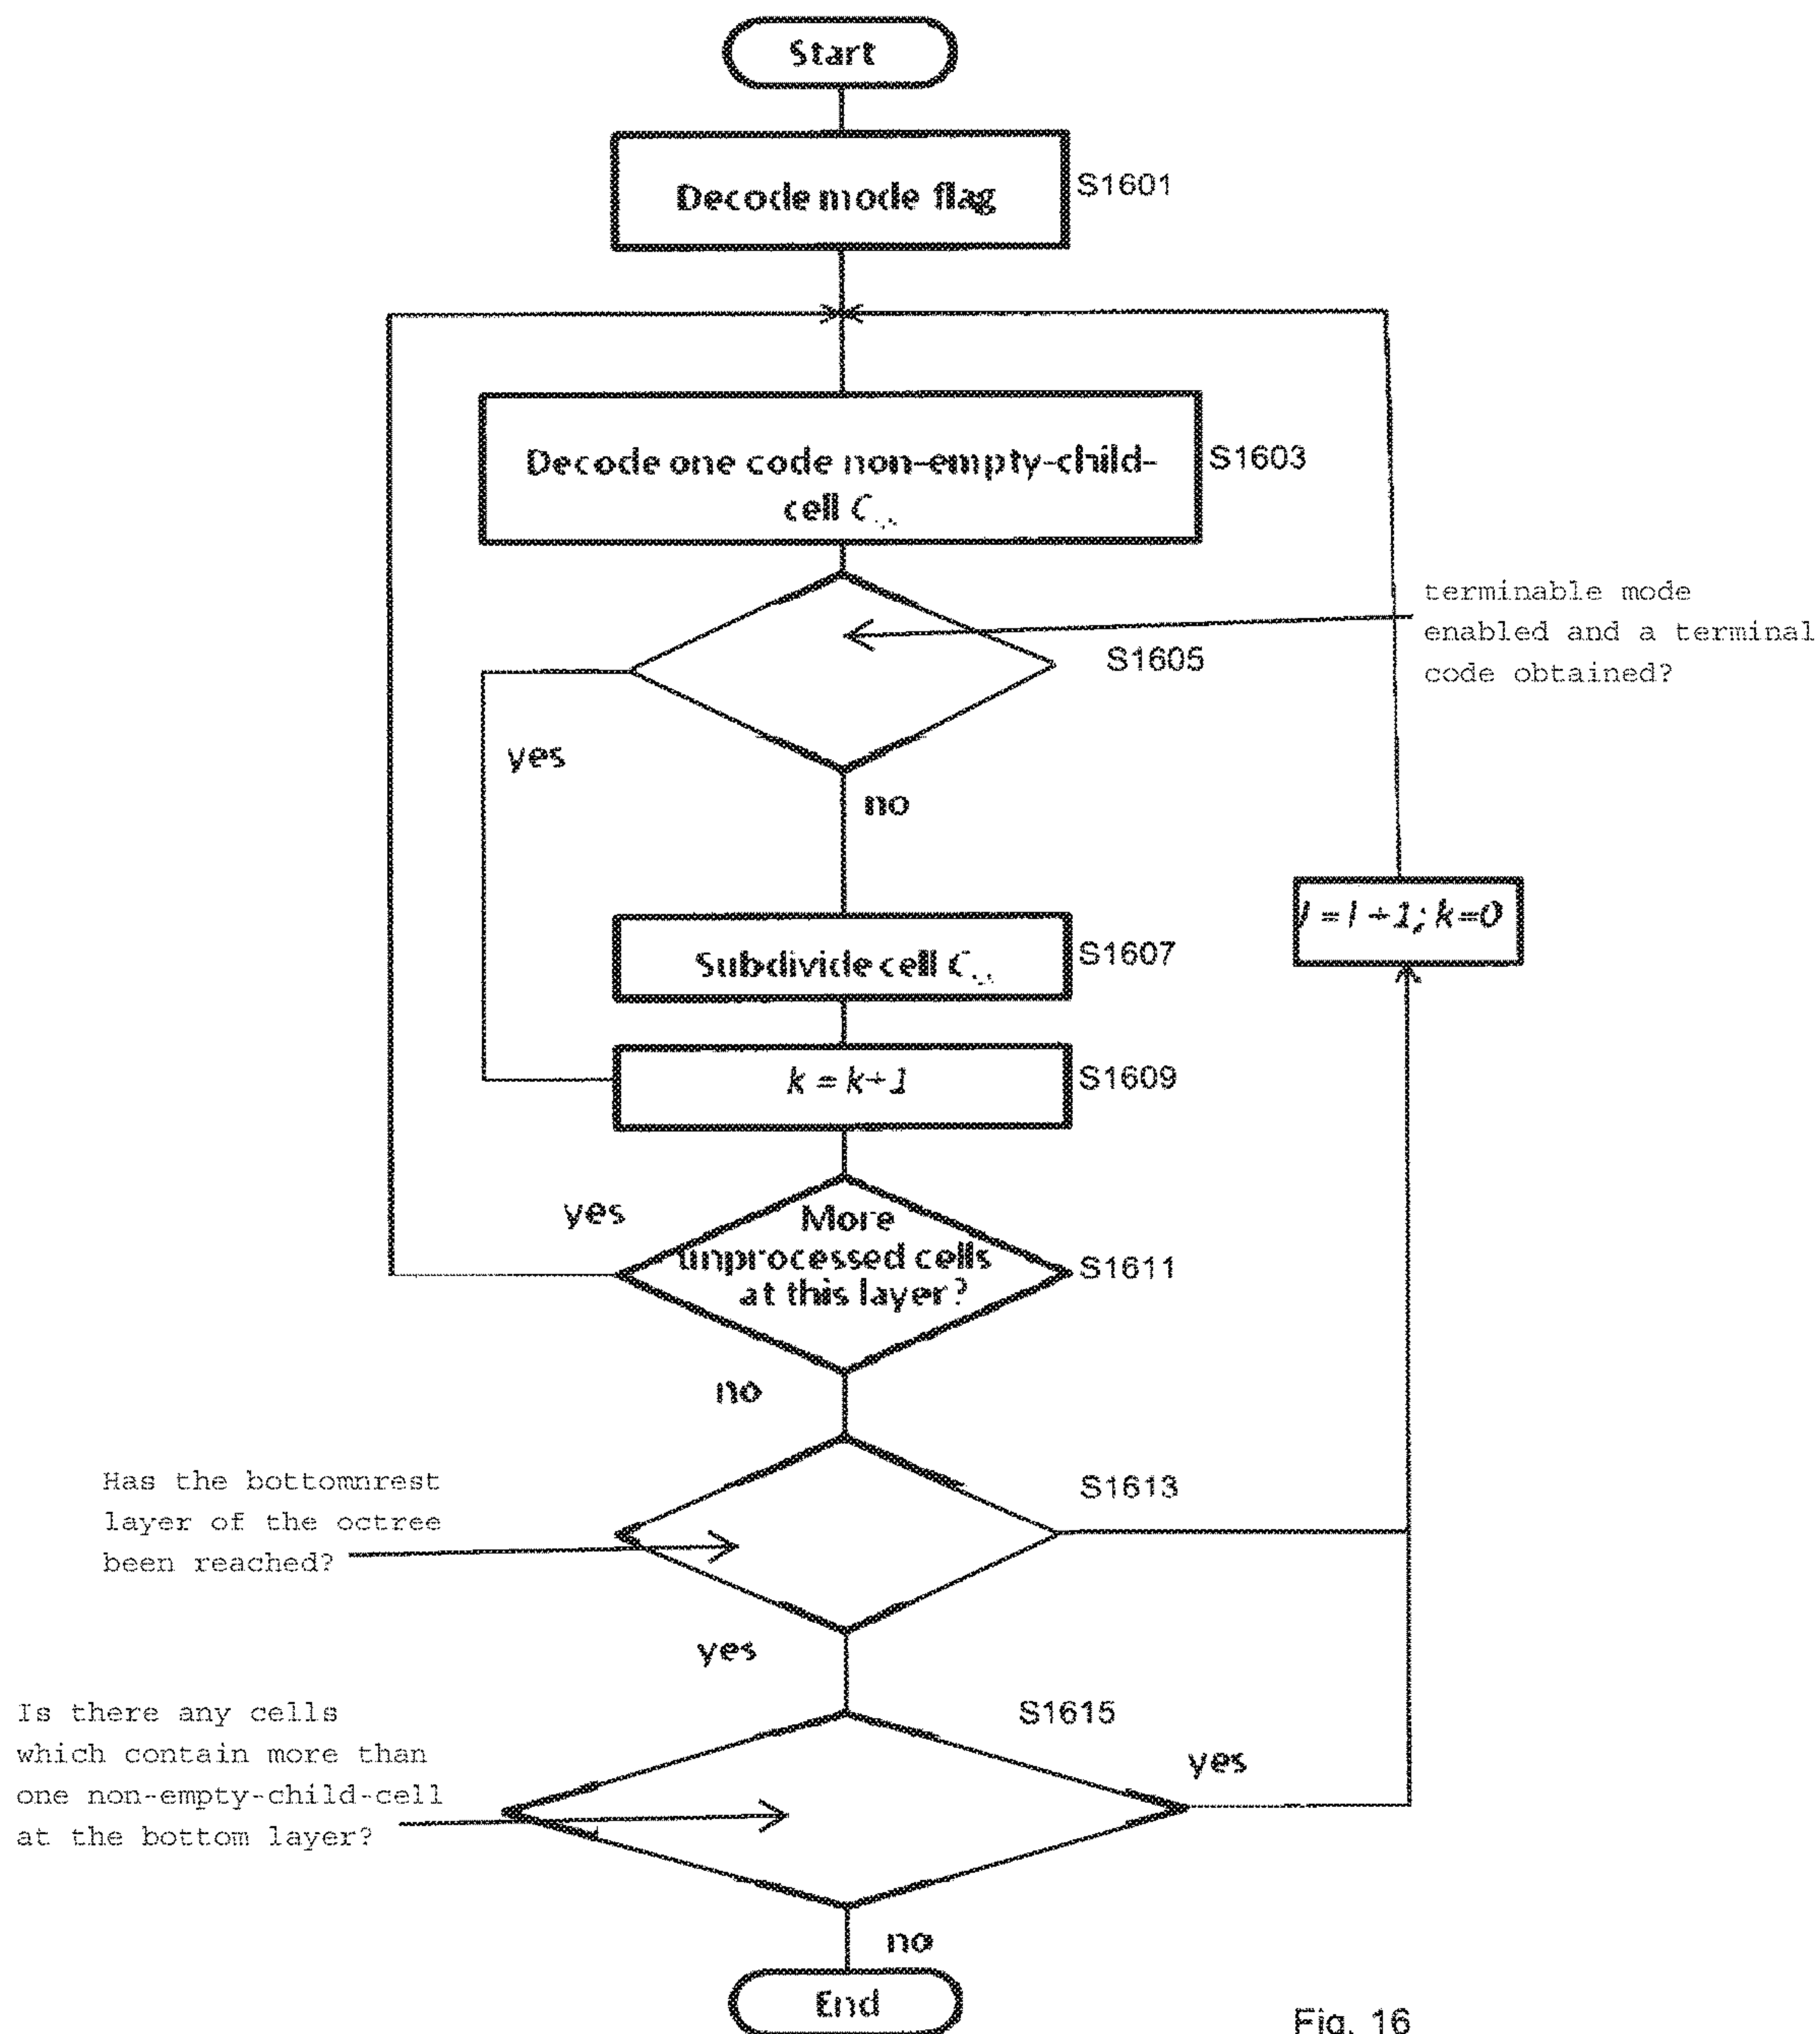 Start
Decode mode flag
S1601
Decode one code non-empty-child-
cell C
S1603
terminable mode
enabled and a terminal
code obtained?
S1605
yes
no
l = l +1; k=0
Subdivide cell C
S1607
k = k+1
S1609
yes
More
unprocessed cells
at this layer?
S1611
no
Has the bottomnrest
layer of the octree
been reached?
S1613
yes
Is there any cells
which contain more than
one non-empty-child-cell
at the bottom layer?
S1615
yes
no
End
Fig. 16